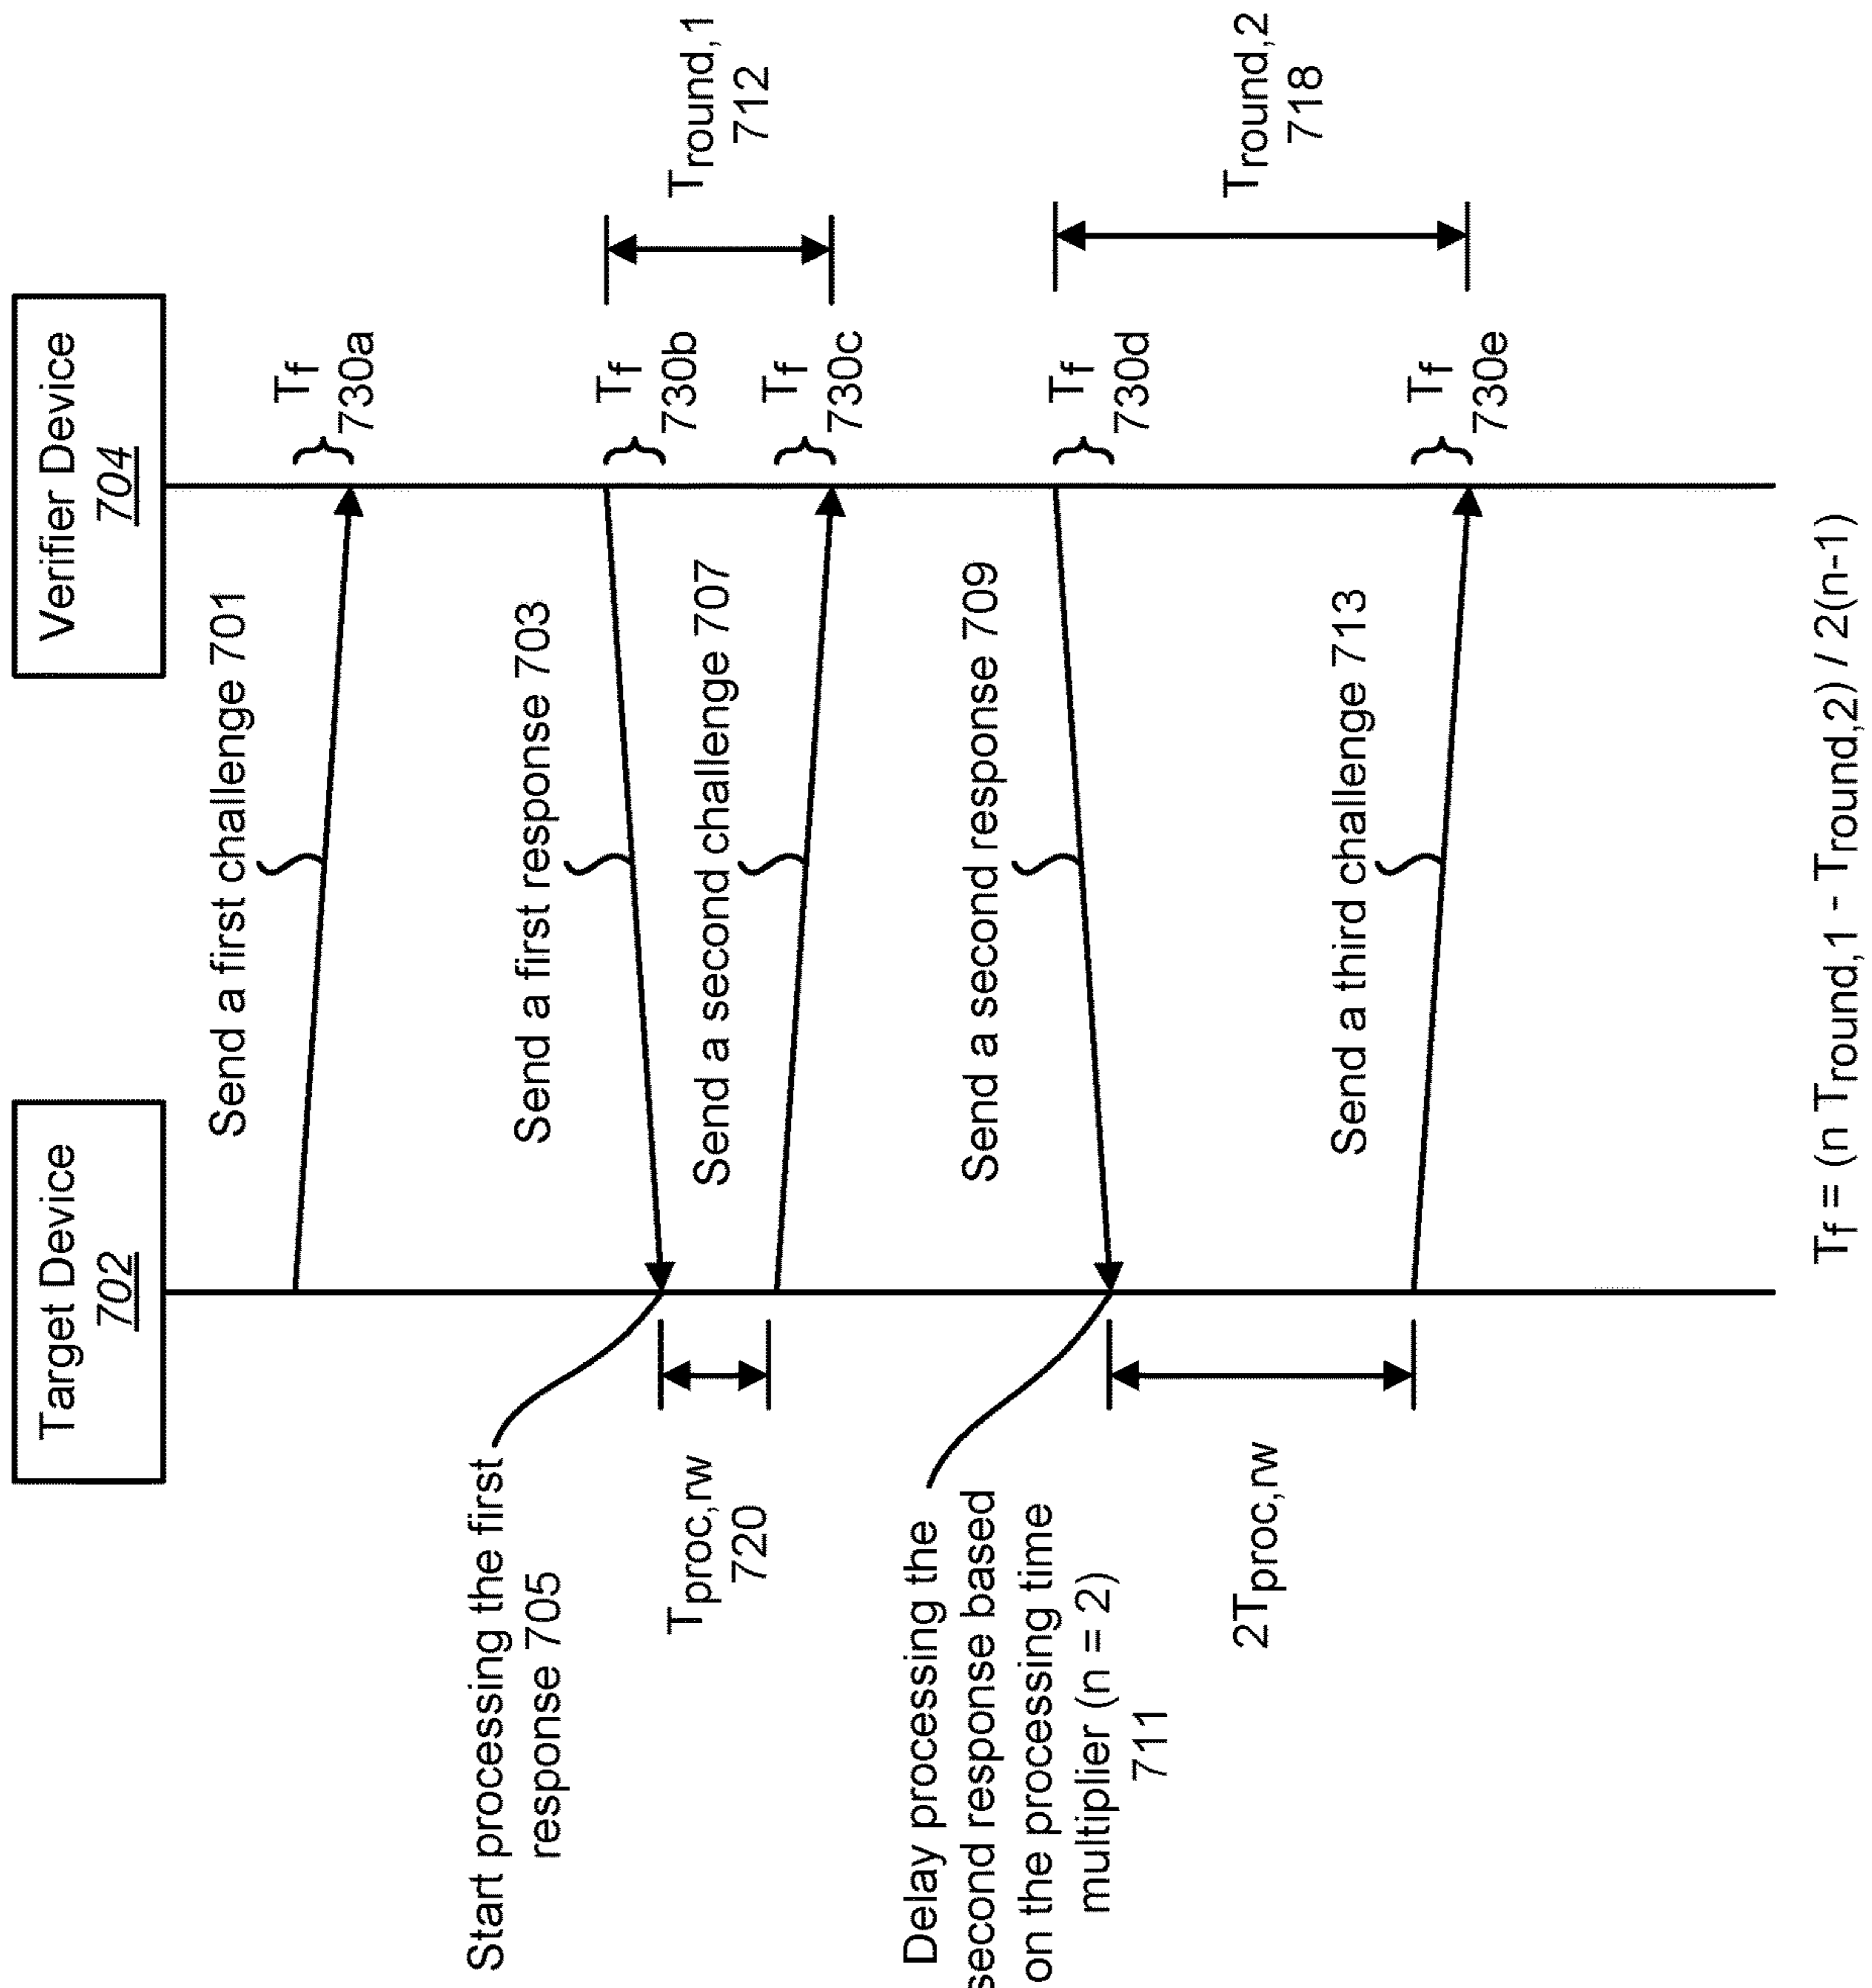 Target Device
702
Verifier Device
704
Send a first challenge 701
Tf
730a
Send a first response 703
Tf
730b
Tround,1
712
Start processing the first
response 705
Tproc,rw
720
Send a second challenge 707
Tf
730c
Send a second response 709
Tf
730d
Tround,2
718
Delay processing the
second response based
on the processing time
multiplier (n = 2)
711
2Tproc,rw
Send a third challenge 713
Tf
730e
Tf = (n Tround,1 - Tround,2) / 2(n-1)